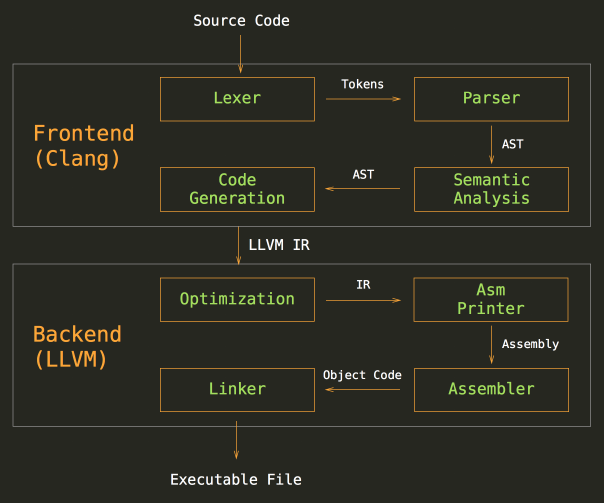 Source Code
Lexer
Tokens
Parser
Frontend
(Clang)
AST
Code
Generation
AST
Semantic
Analysis
LLVM IR
Optimization
IR
Asm
Printer
Backend
(LLVM)
Assembly
Linker
Object Code
Assembler
Executable File